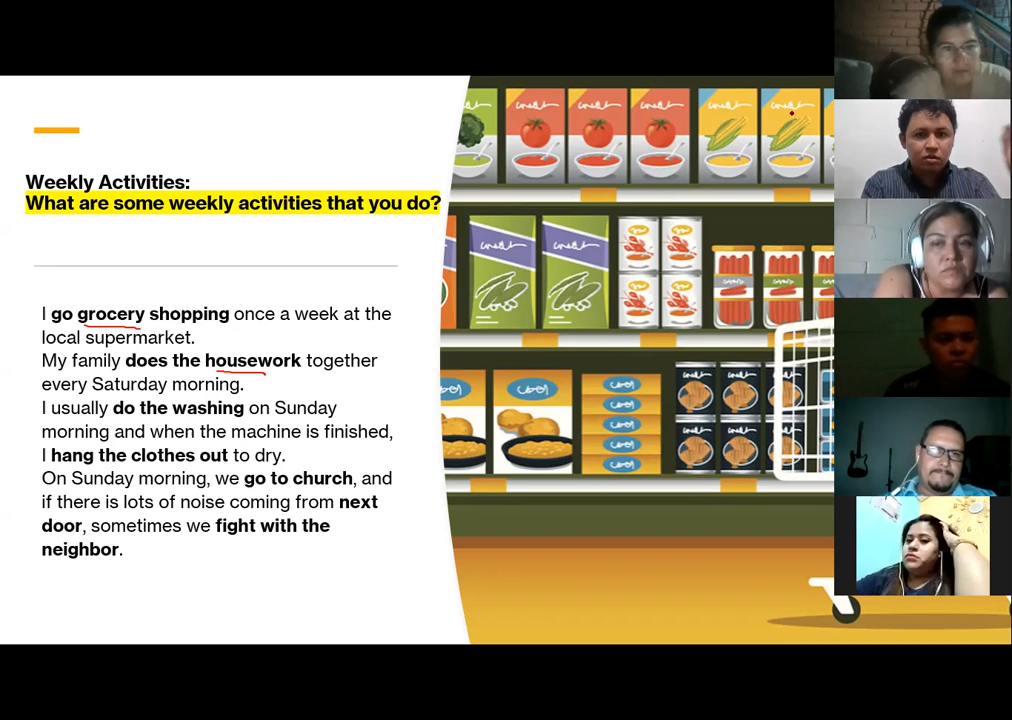 Weekly Activities:
What are some weekly activities that you do?
I go grocery shopping once a week at the
local supermarket.
My family does the housework together
every Saturday morning.
I usually do the washing on Sunday
morning and when the machine is finished,
I hang the clothes out to dry.
On Sunday morning, we go to church, and
if there is lots of noise coming from next
door, sometimes we fight with the
neighbor.